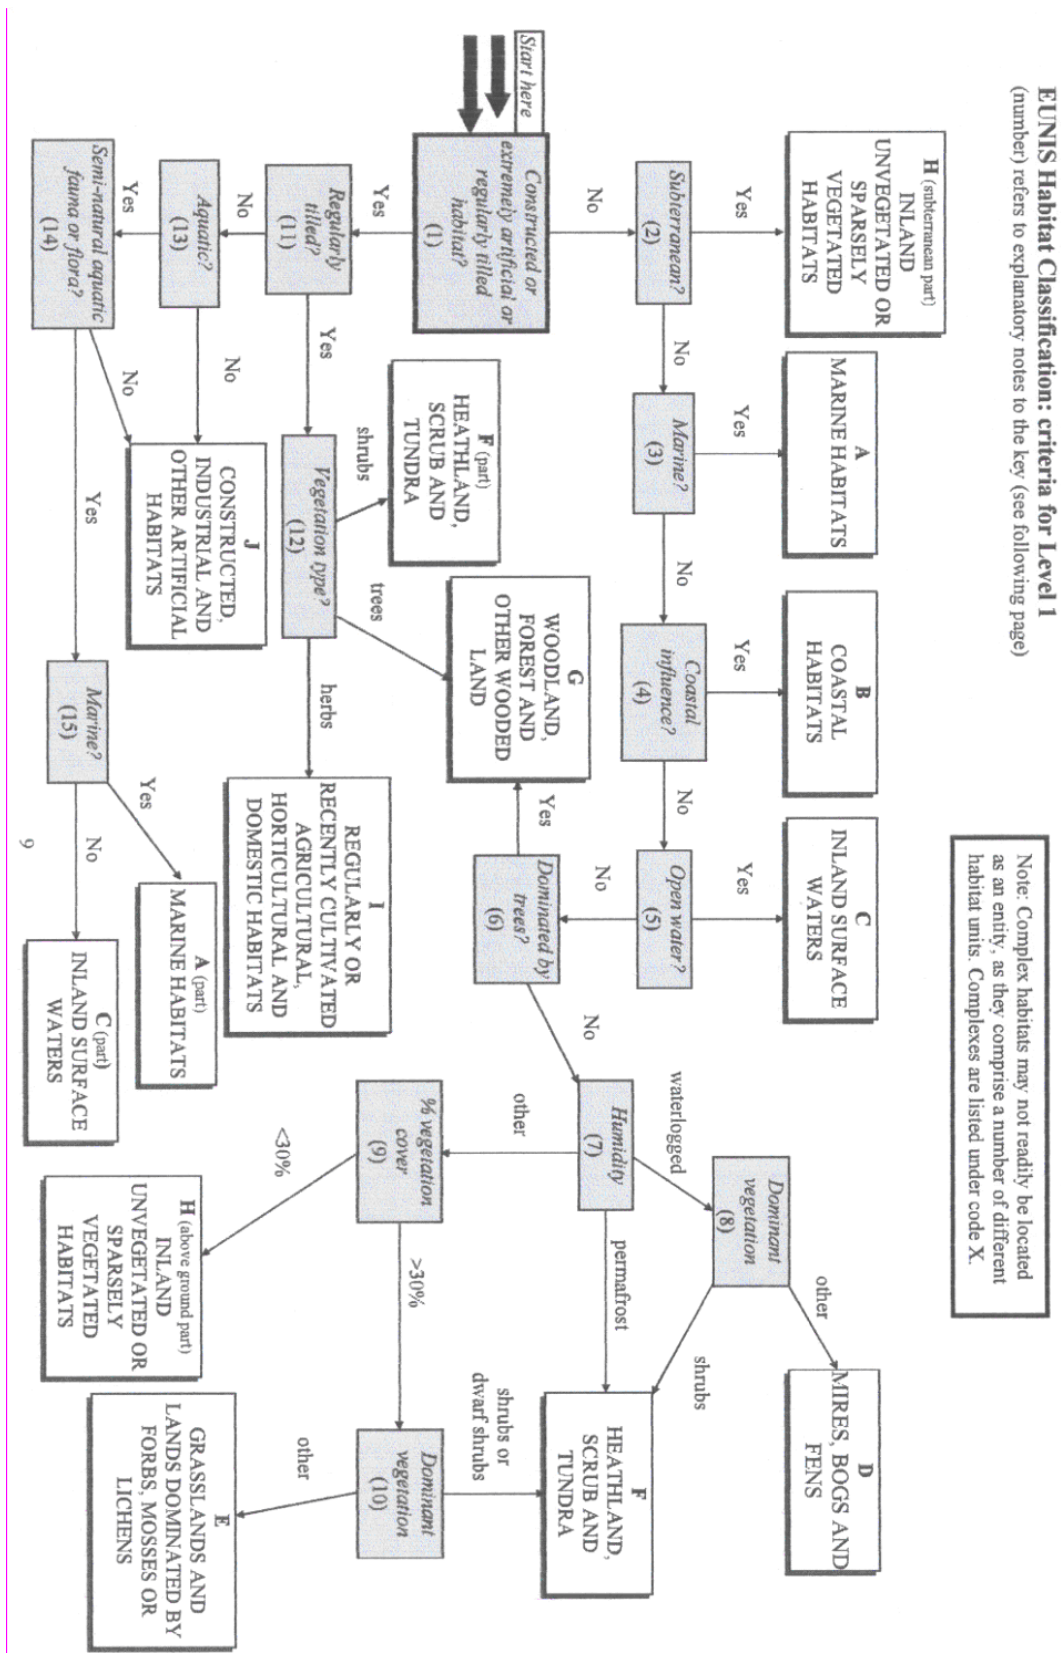 EUNIS Habitat Classification: criteria for Level 1
(number) refers to explanatory notes to the key (see following page)
Note: Complex habitats may not readily be located
as an entity, as they comprise a number of different
habitat units. Complexes are listed under code X.
H (subterranean part)
INLAND
UNVEGETATED OR
SPARSELY
VEGETATED
HABITATS
A
MARINE HABITATS
B
COASTAL
HABITATS
C
INLAND SURFACE
WATERS
D
MIRES, BOGS AND
FENS
Yes
Yes
Yes
Yes
other
Dominant
vegetation
(8)
Subterranean?
(2)
No
Marine?
(3)
No
Coastal
influence?
(4)
No
Open water?
(5)
waterlogged
shrubs
No
No
No
Humidity
(7)
permafrost
F
HEATHLAND,
SCRUB AND
TUNDRA
Start here
Constructed or
extremely artificial or
regularly tilled
habitat?
(1)
G
WOODLAND,
FOREST AND
OTHER WOODED
LAND
Yes
Dominated by
trees?
(6)
other
shrubs or
dwarf shrubs
F (part)
HEATHLAND,
SCRUB AND
TUNDRA
Yes
shrubs
trees
% vegetation
cover
(9)
>30%
Dominant
vegetation
(10)
Regularly
tilled?
(11)
Yes
Vegetation type?
(12)
herbs
I
REGULARLY OR
RECENTLY CULTIVATED
AGRICULTURAL,
HORTICULTURAL AND
DOMESTIC HABITATS
<30%
other
No
No
Aquatic?
(13)
J
CONSTRUCTED,
INDUSTRIAL AND
OTHER ARTIFICIAL
HABITATS
Yes
No
Yes
A (part)
MARINE HABITATS
H (above ground part)
INLAND
UNVEGETATED OR
SPARSELY
VEGETATED
HABITATS
E
GRASSLANDS AND
LANDS DOMINATED BY
FORBS, MOSSES OR
LICHENS
Semi-natural aquatic
fauna or flora?
(14)
Yes
Marine?
(15)
No
C (part)
INLAND SURFACE
WATERS
9